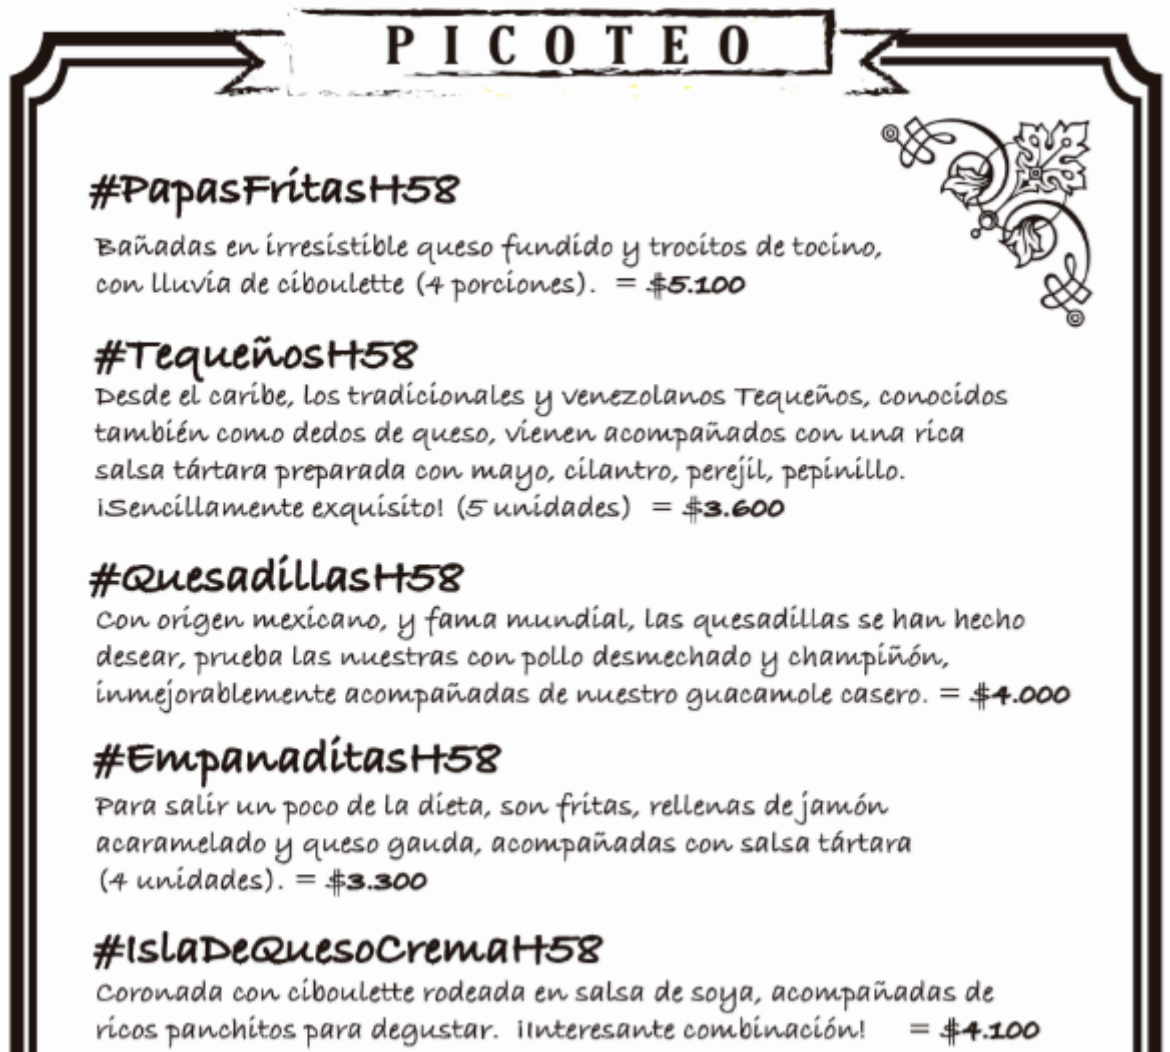 PICOTEO
#PapasFritasH58
Bañadas en irresistible queso fundido y trocitos de tocino,
con lluvia de ciboulette (4 porciones). = $5.100
#TequeñosH58
Desde el caribe, los tradicionales y venezolanos Tequeños, conocidos
también como dedos de queso, vienen acompañados con una rica
salsa tártara preparada con mayo, cilantro, perejil, pepinillo.
¡Sencillamente exquisito! (5 unidades) = $3.600
#QuesadillasH58
Con origen mexicano, y fama mundial, las quesadillas se han hecho
desear, prueba las nuestras con pollo desmechado y champiñón,
inmejorablemente acompañadas de nuestro guacamole casero. = $4.000
#EmpanaditasH58
Para salir un poco de la dieta, son fritas, rellenas de jamón
acaramelado y queso gauda, acompañadas con salsa tártara
(4 unidades). = $3.300
#IslaDeQuesoCremaH58
Coronada con ciboulette rodeada en salsa de soya, acompañadas de
ricos panchitos para degustar. ¡Interesante combinación! = $4.100